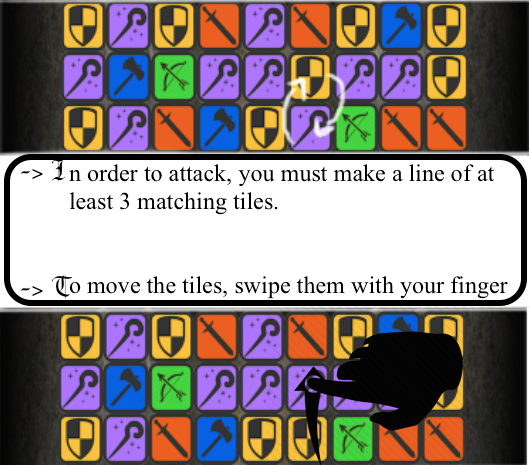 -> In order to attack, you must make a line of at
least 3 matching tiles.
-> To move the tiles, swipe them with your finger